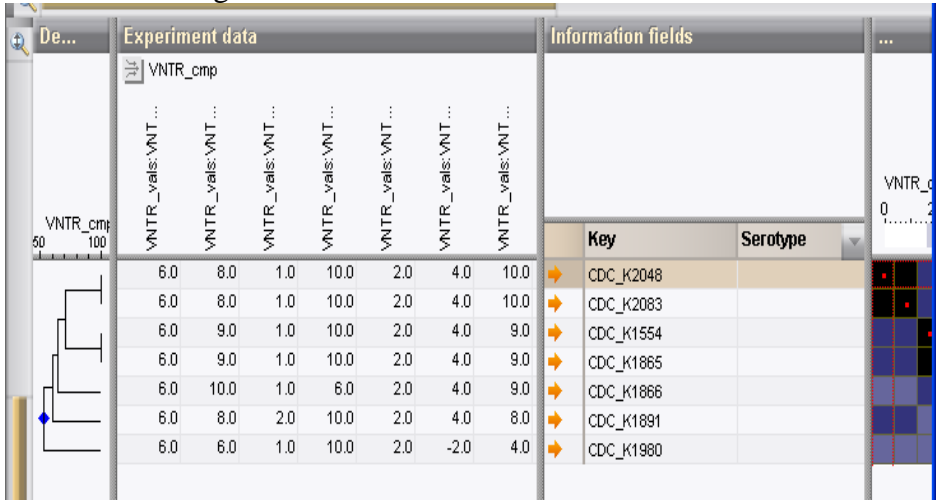 De...
Experiment data
Information fields
...
VNTR_cmp
VNTR_vals: VNT...
VNTR_vals: VNT...
VNTR_vals: VNT...
VNTR_vals: VNT...
VNTR_vals: VNT...
VNTR_vals: VNT...
VNTR_vals: VNT...
VNTR_cmp
50 100
Key Serotype
VNTR_c
0 2
6.0 8.0 1.0 10.0 2.0 4.0 10.0 CDC_K2048
6.0 8.0 1.0 10.0 2.0 4.0 10.0 CDC_K2083
6.0 9.0 1.0 10.0 2.0 4.0 9.0 CDC_K1554
6.0 9.0 1.0 10.0 2.0 4.0 9.0 CDC_K1865
6.0 10.0 1.0 6.0 2.0 4.0 9.0 CDC_K1866
6.0 8.0 2.0 10.0 2.0 4.0 8.0 CDC_K1891
6.0 6.0 1.0 10.0 2.0 -2.0 4.0 CDC_K1980